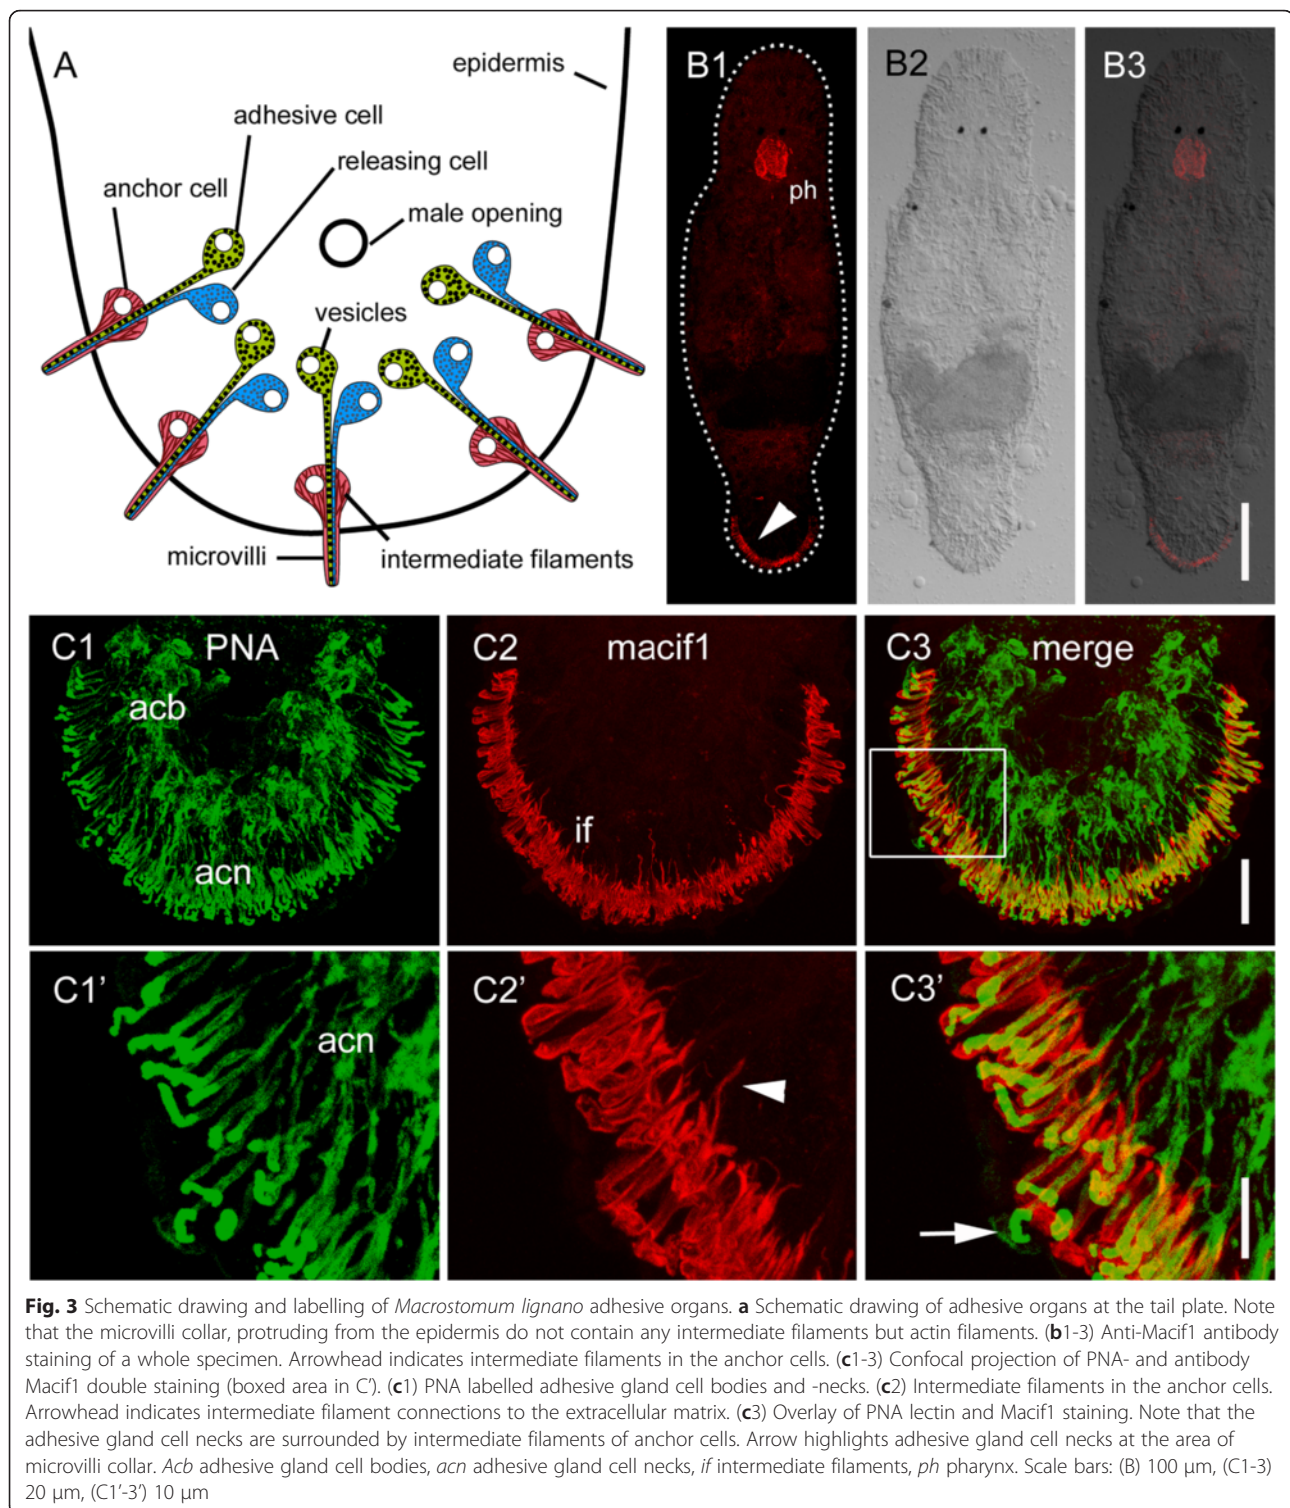 A
epidermis
adhesive cell
releasing cell
anchor cell
male opening
vesicles
microvilli
intermediate filaments
B1
ph
B2
B3
C1
PNA
acb
acn
C2
macif1
if
C3
merge
C1’
acn
C2’
C3’
Fig. 3 Schematic drawing and labelling of Macrostomum lignano adhesive organs. a Schematic drawing of adhesive organs at the tail plate. Note
that the microvilli collar, protruding from the epidermis do not contain any intermediate filaments but actin filaments. (b1-3) Anti-Macif1 antibody
staining of a whole specimen. Arrowhead indicates intermediate filaments in the anchor cells. (c1-3) Confocal projection of PNA- and antibody
Macif1 double staining (boxed area in C’). (c1) PNA labelled adhesive gland cell bodies and -necks. (c2) Intermediate filaments in the anchor cells.
Arrowhead indicates intermediate filament connections to the extracellular matrix. (c3) Overlay of PNA lectin and Macif1 staining. Note that the
adhesive gland cell necks are surrounded by intermediate filaments of anchor cells. Arrow highlights adhesive gland cell necks at the area of
microvilli collar. Acb adhesive gland cell bodies, acn adhesive gland cell necks, if intermediate filaments, ph pharynx. Scale bars: (B) 100 μm, (C1-3)
20 μm, (C1’-3’) 10 μm